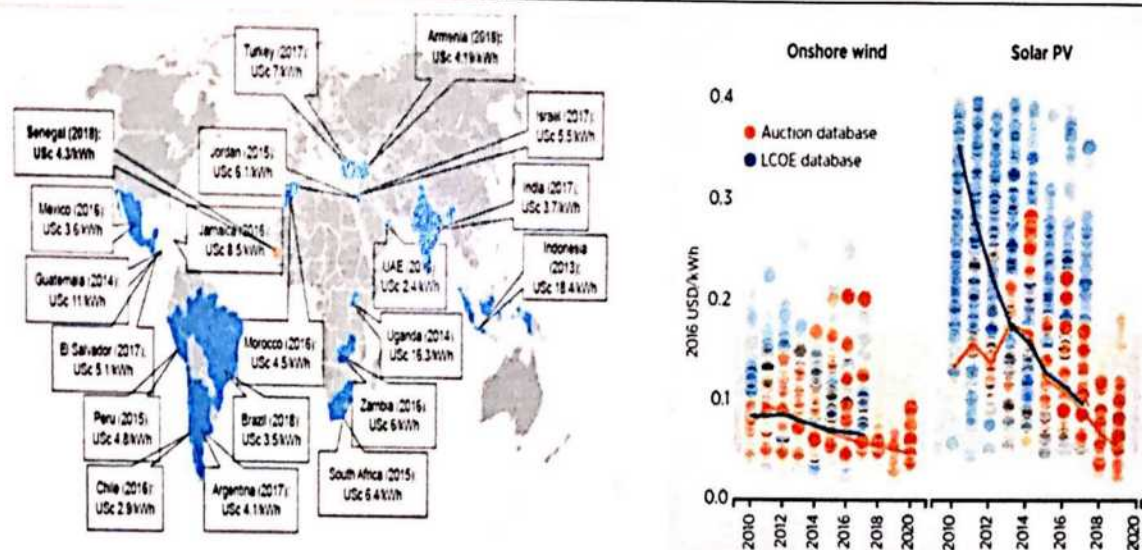 Turkey (2017):
USc 7/kWh
Armenia (2018):
USc 4.19/kWh
Senegal (2018):
USc 4.3/kWh
Jordan (2015)
USc 6.1/kWh
Israel (2017)
USc 5.5/kWh
Mexico (2016)
USc 3.6/kWh
Jamaica (2016)
USc 8.5/kWh
India (2017)
USc 3.7/kWh
Guatemala (2014)
USc 11/kWh
UAE
USc 2.4/kWh
Indonesia
(2013)
USc 18.4/kWh
El Salvador (2017):
USc 5.1/kWh
Morocco (2016)
USc 4.5/kWh
Uganda (2014)
USc 16.3/kWh
Peru (2015)
USc 4.8/kWh
Brazil (2018)
USc 3.5/kWh
Zambia (2016)
USc 6/kWh
Chile (2016)
USc 2.9/kWh
Argentina (2017):
USc 4.1/kWh
South Africa (2015)
USc 6.4/kWh
Onshore wind
Solar PV
Auction database
LCOE database
2016 USD/kWh
0.4
0.3
0.2
0.1
0.0
2010
2012
2014
2016
2018
2020
2010
2012
2014
2016
2018
2020